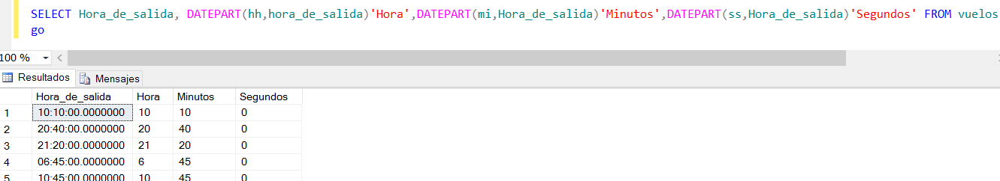 SELECT Hora_de_salida, DATEPART(hh,hora_de_salida)'Hora',DATEPART(mi,Hora_de_salida)'Minutos',DATEPART(ss,Hora_de_salida)'Segundos' FROM vuelos
go
100 %
Resultados Mensajes
Hora_de_salida Hora Minutos Segundos
1 10:10:00.0000000 10 10 0
2 20:40:00.0000000 20 40 0
3 21:20:00.0000000 21 20 0
4 06:45:00.0000000 6 45 0
5 10:45:00.0000000 10 45 0